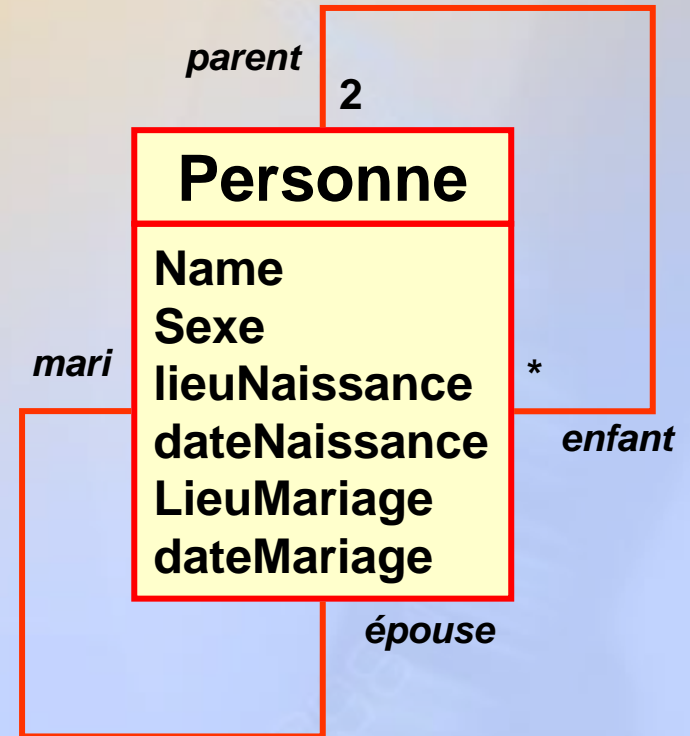 parent
2
Personne
Name
Sexe
mari
lieuNaissance
*
dateNaissance
enfant
LieuMariage
dateMariage
épouse